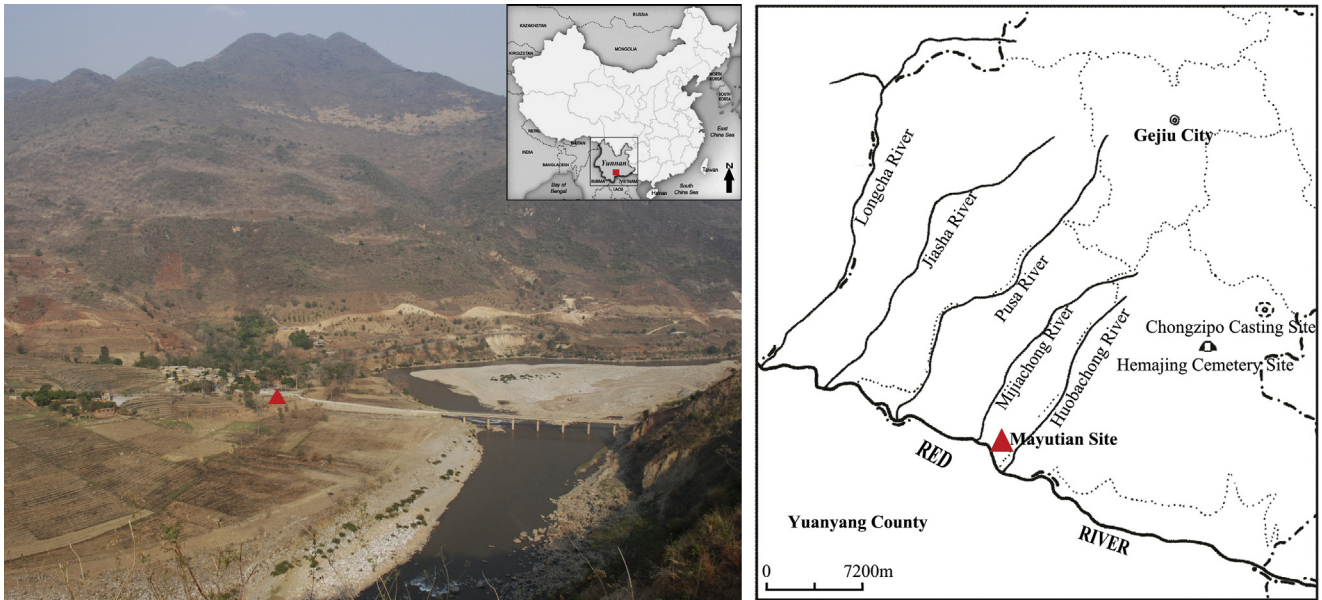 RUSSIA
KAZAKHSTAN
MONGOLIA
KIRGIZSTAN
NORTH KOREA
SOUTH KOREA
East China Sea
NEPAL
BHUTAN
INDIA
BANGLADESH
Yunnan
BURMA
VIETNAM
LAOS
Bay of Bengal
Hainan
South China Sea
Taiwan
N
Gejiu City
Longcha River
Jiasha River
Pusa River
Mijiachong River
Huobachong River
Chongzipo Casting Site
Hemajing Cemetery Site
Mayutian Site
RED
RIVER
Yuanyang County
0
7200m